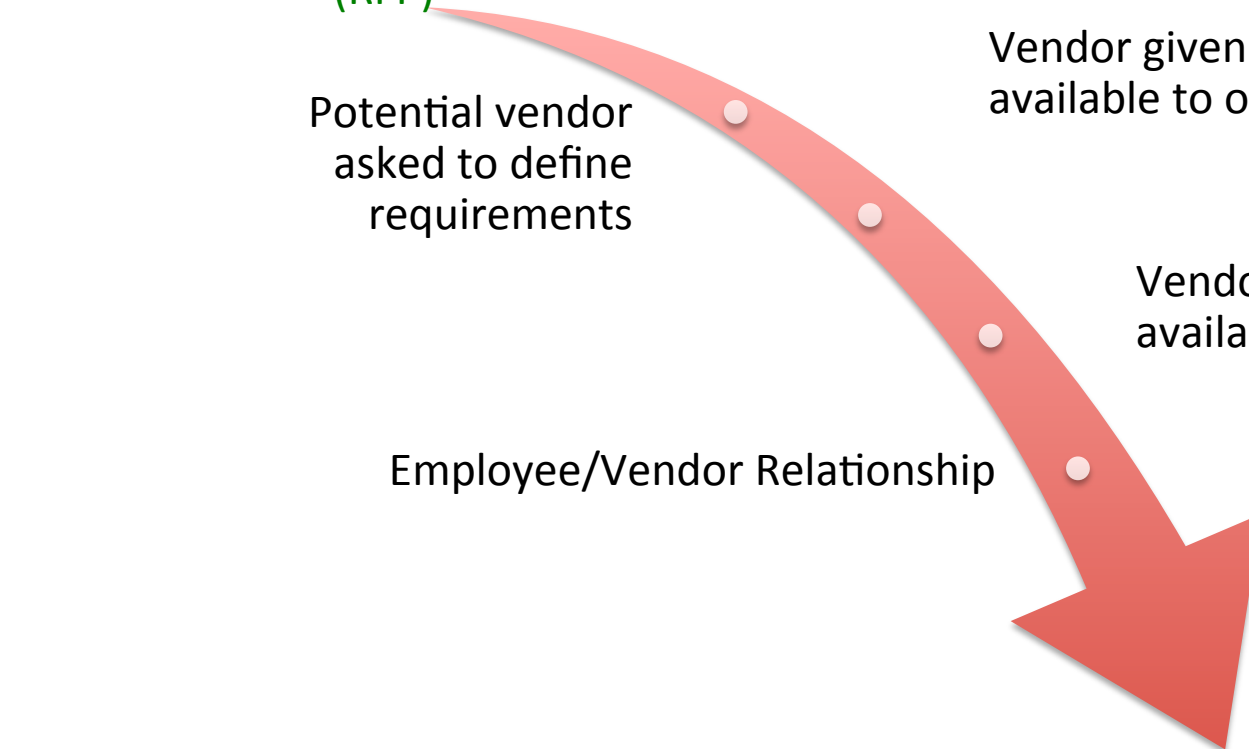 Vendor given
available to
Potential vendor
asked to define
requirements
Vendo
availa
Employee/Vendor Relationship